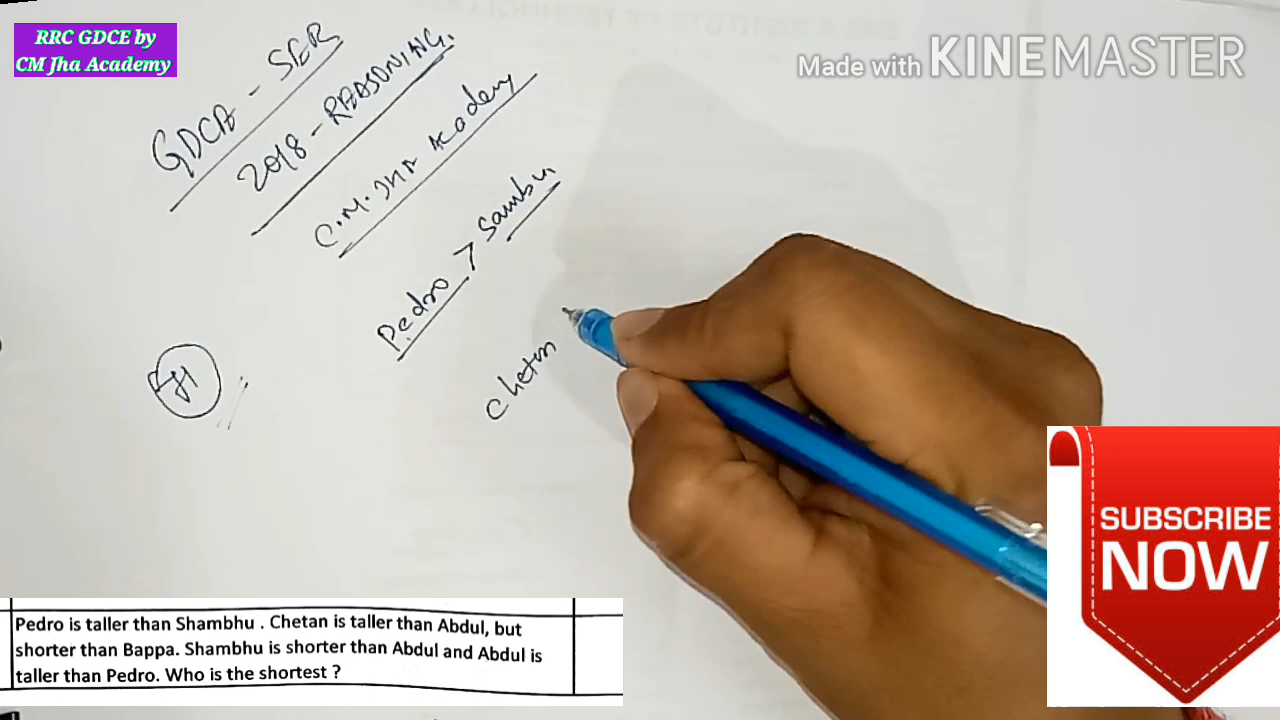 RRC GDCE by
CM Jha Academy
Made with KINEMASTER
GDCA - SER
2018 - REASONING.
C.M. JHA Academy
Pedro > Sambu
Chetan
SUBSCRIBE
NOW
Pedro is taller than Shambhu . Chetan is taller than Abdul, but
shorter than Bappa. Shambhu is shorter than Abdul and Abdul is
taller than Pedro. Who is the shortest ?